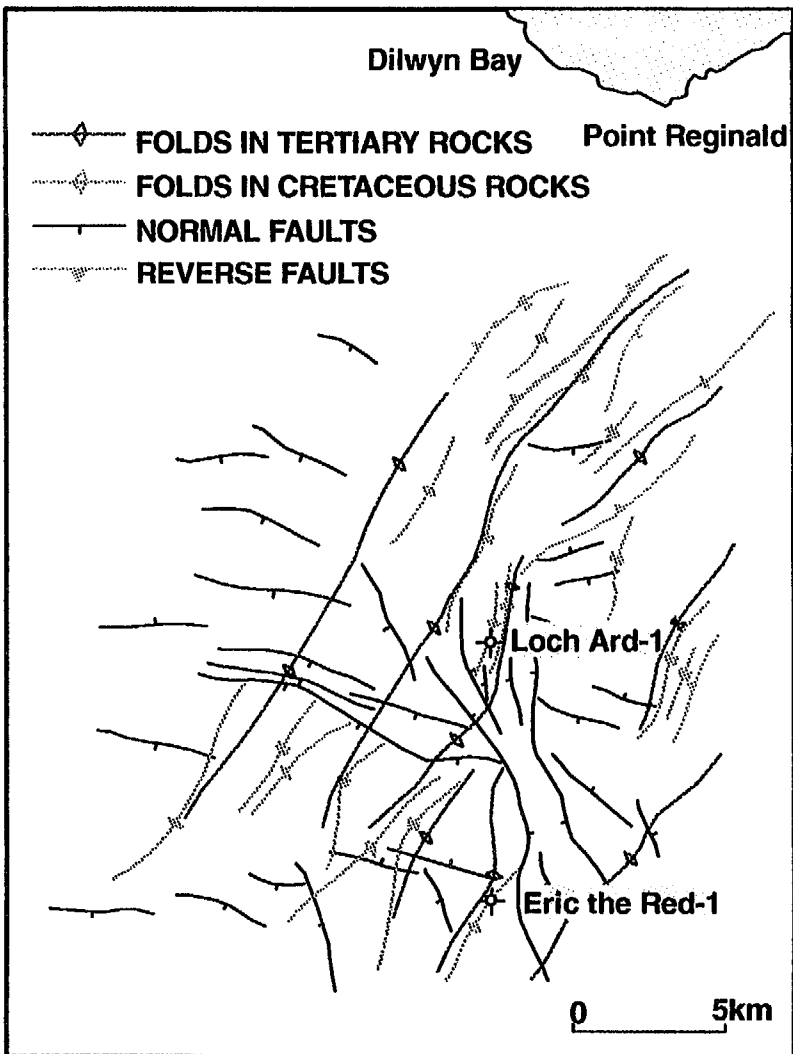 Dilwyn Bay
Point Reginald
FOLDS IN TERTIARY ROCKS
FOLDS IN CRETACEOUS ROCKS
NORMAL FAULTS
REVERSE FAULTS
Loch Ard-1
Eric the Red-1
0 5km